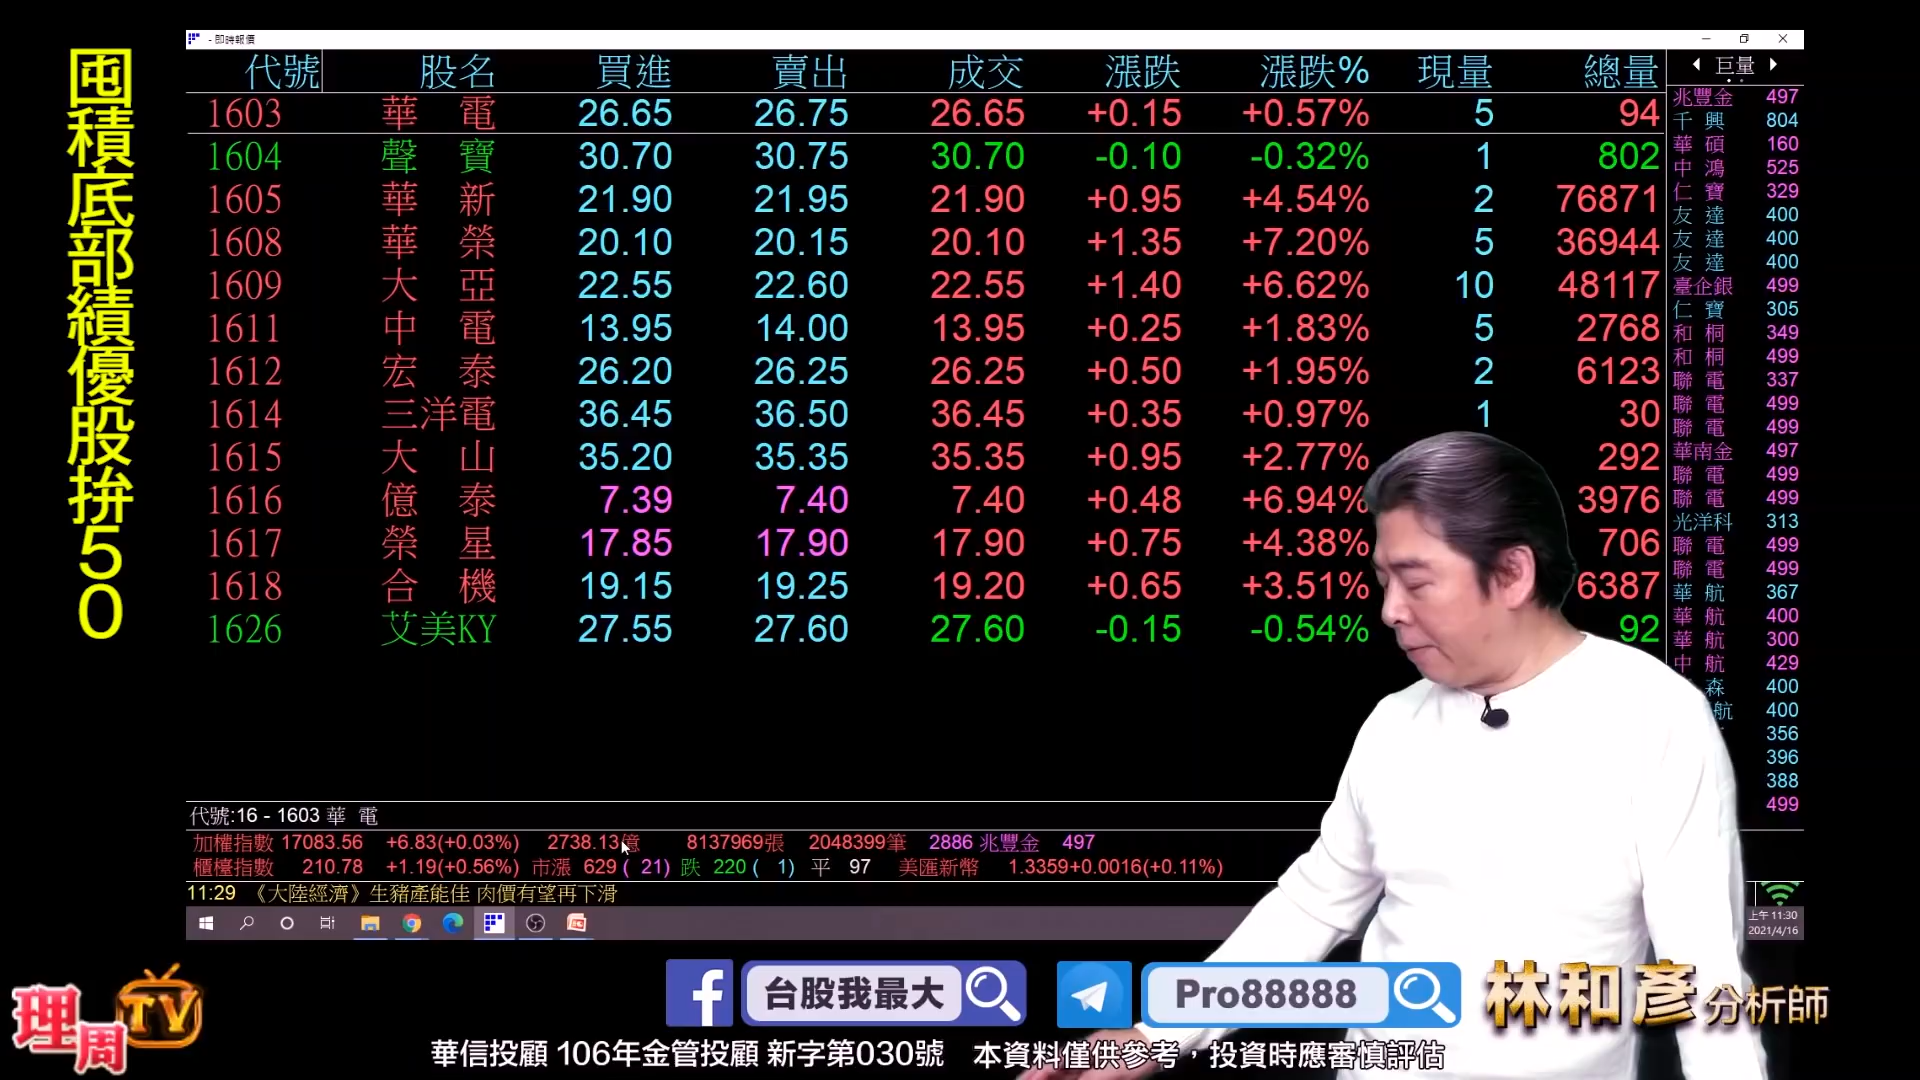 囤積底部績優股拚50
- 即時報價
代號 股名 買進 賣出 成交 漲跌 漲跌% 現量 總量 巨量
1603 華 電 26.65 26.75 26.65 +0.15 +0.57% 5 94
1604 聲 寶 30.70 30.75 30.70 -0.10 -0.32% 1 802
1605 華 新 21.90 21.95 21.90 +0.95 +4.54% 2 76871
1608 華 榮 20.10 20.15 20.10 +1.35 +7.20% 5 36944
1609 大 亞 22.55 22.60 22.55 +1.40 +6.62% 10 48117
1611 中 電 13.95 14.00 13.95 +0.25 +1.83% 5 2768
1612 宏 泰 26.20 26.25 26.25 +0.50 +1.95% 2 6123
1614 三洋電 36.45 36.50 36.45 +0.35 +0.97% 1 30
1615 大 山 35.20 35.35 35.35 +0.95 +2.77% 292
1616 億 泰 7.39 7.40 7.40 +0.48 +6.94% 3976
1617 榮 星 17.85 17.90 17.90 +0.75 +4.38% 706
1618 合 機 19.15 19.25 19.20 +0.65 +3.51% 6387
1626 艾美KY 27.55 27.60 27.60 -0.15 -0.54% 92
兆豐金 497
千 興 804
華 碩 160
中 鴻 525
仁 寶 329
友 達 400
友 達 400
友 達 400
臺企銀 499
仁 寶 305
和 桐 349
和 桐 499
聯 電 337
聯 電 499
聯 電 499
華南金 497
聯 電 499
聯 電 499
光洋科 313
聯 電 499
聯 電 499
華 航 367
華 航 400
華 航 300
中 航 429
森 400
航 400
356
396
388
499
代號:16 - 1603 華 電
加權指數 17083.56 +6.83(+0.03%) 2738.13億 8137969張 2048399筆 2886 兆豐金 497
櫃檯指數 210.78 +1.19(+0.56%) 市漲 629 ( 21) 跌 220 ( 1) 平 97 美匯新幣 1.3359+0.0016(+0.11%)
11:29 《大陸經濟》生豬產能佳 肉價有望再下滑
上午 11:30
2021/4/16
理周TV
台股我最大
Pro88888
林和彥分析師
華信投顧 106年金管投顧 新字第030號 本資料僅供參考，投資時應審慎評估